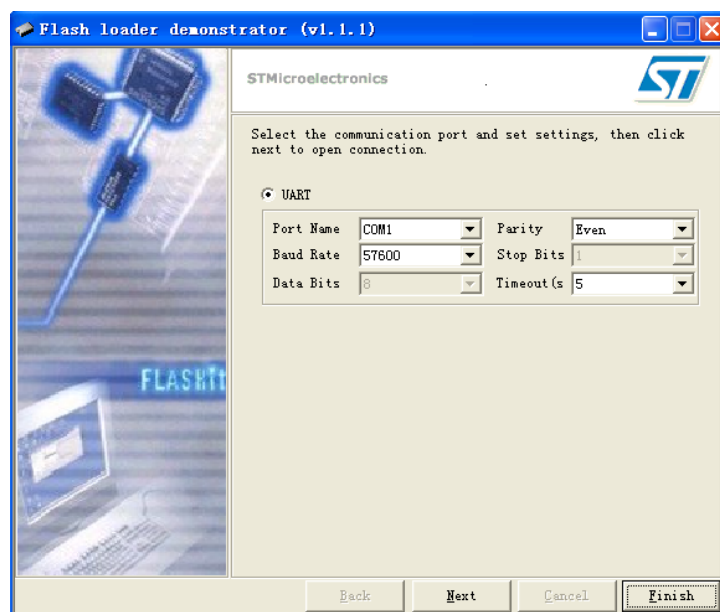 Flash loader demonstrator (v1.1.1)
STMicroelectronics
ST
Select the communication port and set settings, then click
next to open connection.
UART
Port Name COM1 Parity Even
Baud Rate 57600 Stop Bits 1
Data Bits 8 Timeout(s 5
FLASHit
Back Next Cancel Finish